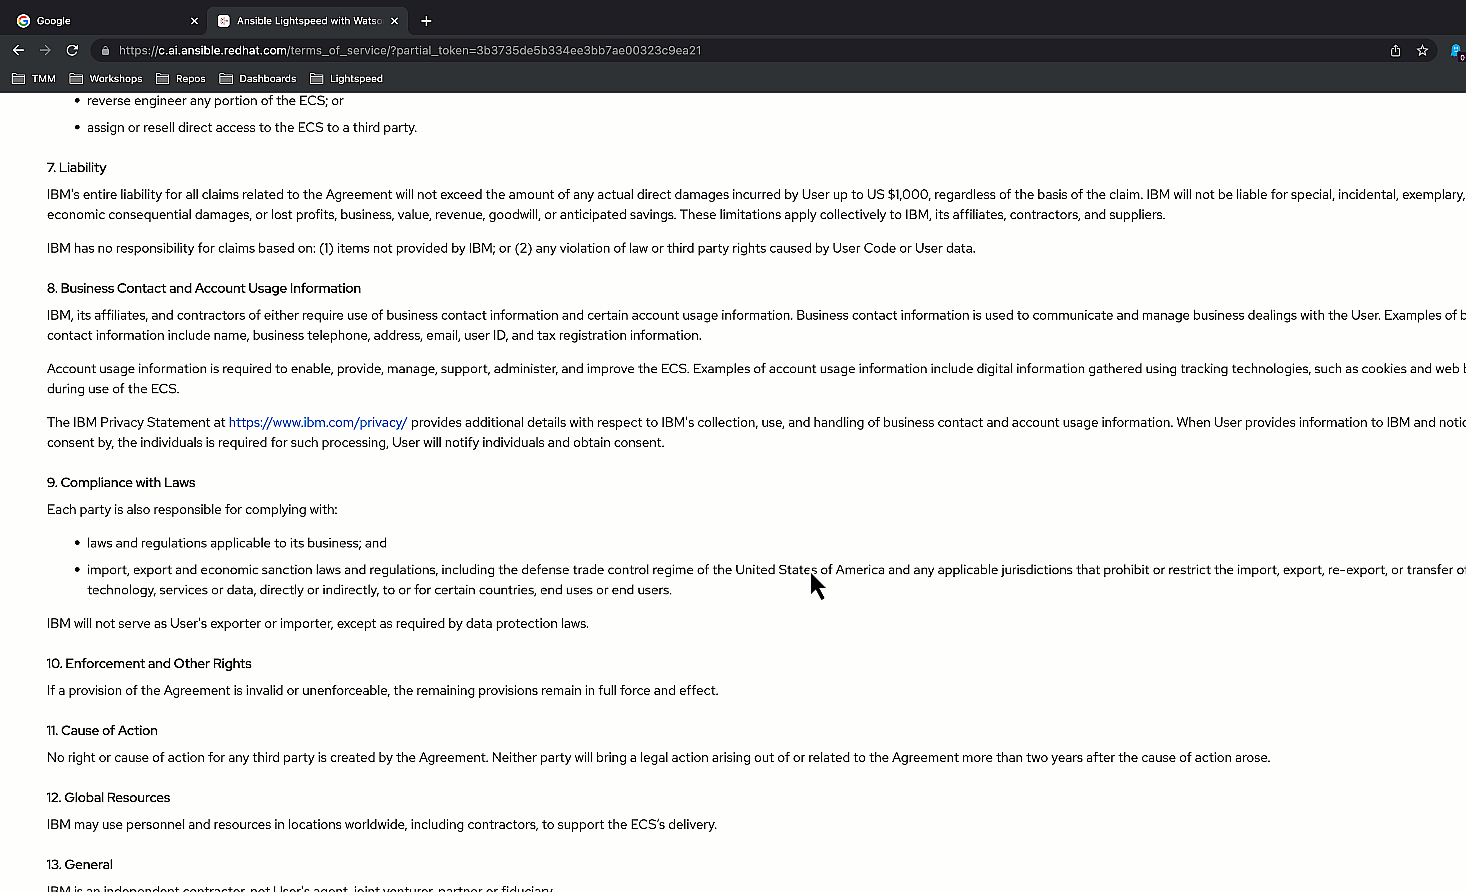 Google
Ansible Lightspeed with Watso
https://c.ai.ansible.redhat.com/terms_of_service/?partial_token=3b3735de5b334ee3bb7ae00323c9ea21
0
TMM Workshops Repos Dashboards Lightspeed
• reverse engineer any portion of the ECS; or
• assign or resell direct access to the ECS to a third party.
7. Liability
IBM's entire liability for all claims related to the Agreement will not exceed the amount of any actual direct damages incurred by User up to US $1,000, regardless of the basis of the claim. IBM will not be liable for special, incidental, exemplary,
economic consequential damages, or lost profits, business, value, revenue, goodwill, or anticipated savings. These limitations apply collectively to IBM, its affiliates, contractors, and suppliers.
IBM has no responsibility for claims based on: (1) items not provided by IBM; or (2) any violation of law or third party rights caused by User Code or User data.
8. Business Contact and Account Usage Information
IBM, its affiliates, and contractors of either require use of business contact information and certain account usage information. Business contact information is used to communicate and manage business dealings with the User. Examples of b
contact information include name, business telephone, address, email, user ID, and tax registration information.
Account usage information is required to enable, provide, manage, support, administer, and improve the ECS. Examples of account usage information include digital information gathered using tracking technologies, such as cookies and web b
during use of the ECS.
The IBM Privacy Statement at https://www.ibm.com/privacy/ provides additional details with respect to IBM's collection, use, and handling of business contact and account usage information. When User provides information to IBM and notic
consent by, the individuals is required for such processing, User will notify individuals and obtain consent.
9. Compliance with Laws
Each party is also responsible for complying with:
• laws and regulations applicable to its business; and
• import, export and economic sanction laws and regulations, including the defense trade control regime of the United States of America and any applicable jurisdictions that prohibit or restrict the import, export, re-export, or transfer of
technology, services or data, directly or indirectly, to or for certain countries, end uses or end users.
IBM will not serve as User's exporter or importer, except as required by data protection laws.
10. Enforcement and Other Rights
If a provision of the Agreement is invalid or unenforceable, the remaining provisions remain in full force and effect.
11. Cause of Action
No right or cause of action for any third party is created by the Agreement. Neither party will bring a legal action arising out of or related to the Agreement more than two years after the cause of action arose.
12. Global Resources
IBM may use personnel and resources in locations worldwide, including contractors, to support the ECS's delivery.
13. General
IBM is an independent contractor, not User's agent, joint venturer, partner or fiduciary